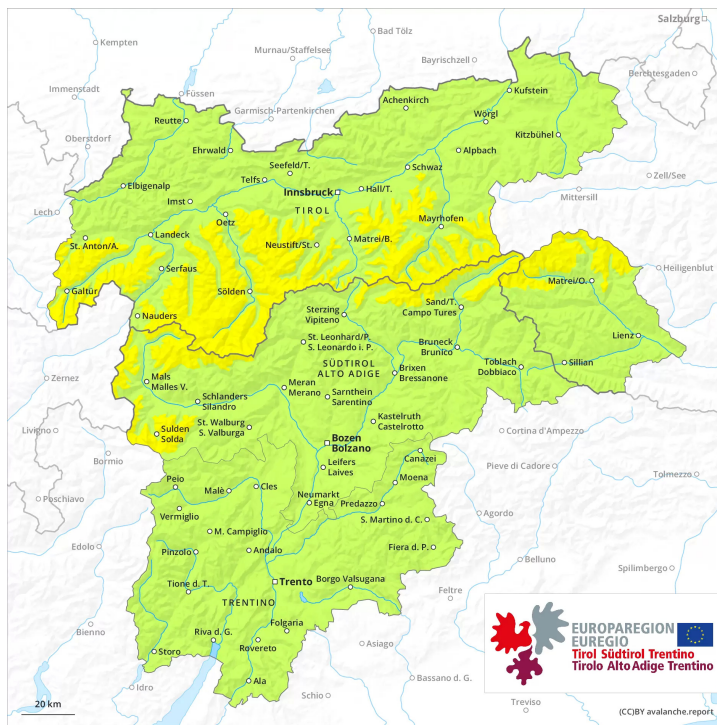 Salzburg
Kempten
Bad Tölz
Murnau/Staffelsee
Bayrischzell
Berchtesgaden
Immenstadt
Füssen
Garmisch-Partenkirchen
Achenkirch
Kufstein
Reutte
Wörgl
Oberstdorf
Ehrwald
Kitzbühel
Seefeld/T.
Alpbach
Schwaz
Telfs
Zell/See
Elbigenalp
Innsbruck
Hall/T.
Mittersill
Imst
TIROL
Lech
Oetz
Mayrhofen
St. Anton/A.
Landeck
Neustift/St.
Matrei/B.
Serfaus
Heiligenblut
Galtür
Sölden
Matrei/O.
Nauders
Sterzing
Vipiteno
Sand/T.
Campo Tures
Lienz
St. Leonhard/P.
S. Leonardo i. P.
Bruneck
Brunico
Toblach
Dobbiaco
Sillian
SÜDTIROL
ALTO ADIGE
Brixen
Bressanone
Zernez
Mals
Malles V.
Meran
Merano
Schlanders
Silandro
Sarnthein
Sarentino
St. Walburg
S. Valburga
Kastelruth
Castelrotto
Livigno
Sulden
Solda
Cortina d'Ampezzo
Bozen
Bolzano
Bormio
Canazei
Pieve di Cadore
Leifers
Laives
Tolmezzo
Poschiavo
Peio
Malè
Cles
Moena
Neumarkt
Egna
Predazzo
Vermiglio
Agordo
S. Martino d. C.
M. Campiglio
Edolo
Pinzolo
Andalo
Fiera d. P.
Belluno
Spilimbergo
Tione d. T.
Trento
Borgo Valsugana
Feltre
TRENTINO
Folgaria
Bienno
Riva d. G.
Rovereto
Asiago
Storo
Bassano d. G.
Ala
Idro
Schio
Treviso
EUROPAREGION
EUREGIO
Tirol Südtirol Trentino
Tirolo Alto Adige Trentino
20 km
(CC)BY avalanche.report